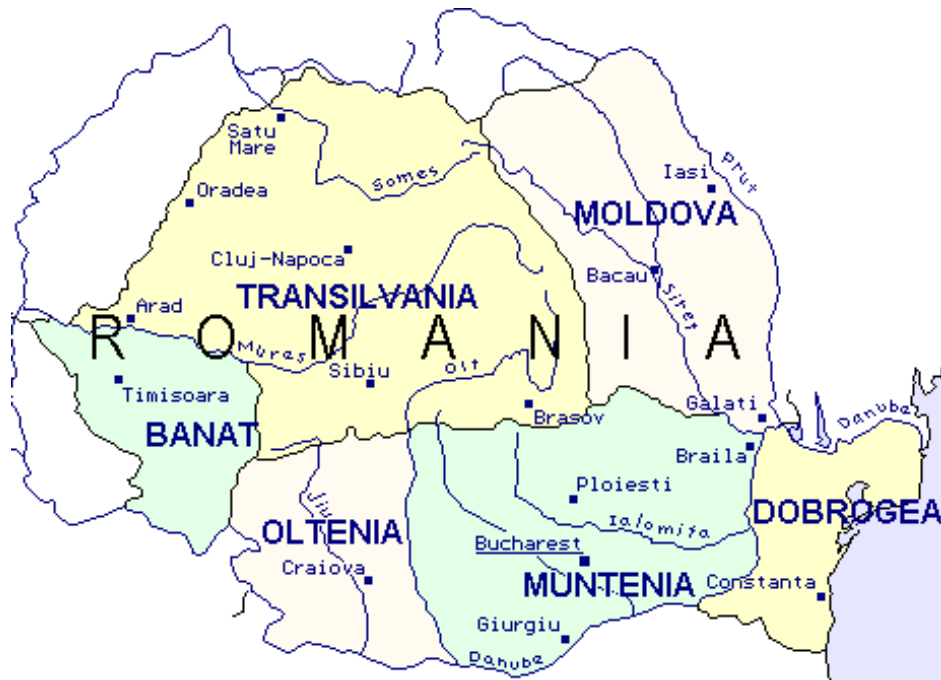 Satu
Mare
Prut
Somes
Iasi
Oradea
MOLDOVA
Cluj-Napoca
Bacau
TRANSILVANIA
Siret
Arad
ROMANIA
Mures
Olt
Sibiu
Timisoara
Brasov
Galati
Danube
BANAT
Braila
Ploiesti
Jiu
DOBROGEA
OLTENIA
Ialomita
Bucharest
Craiova
MUNTENIA
Constanta
Giurgiu
Danube